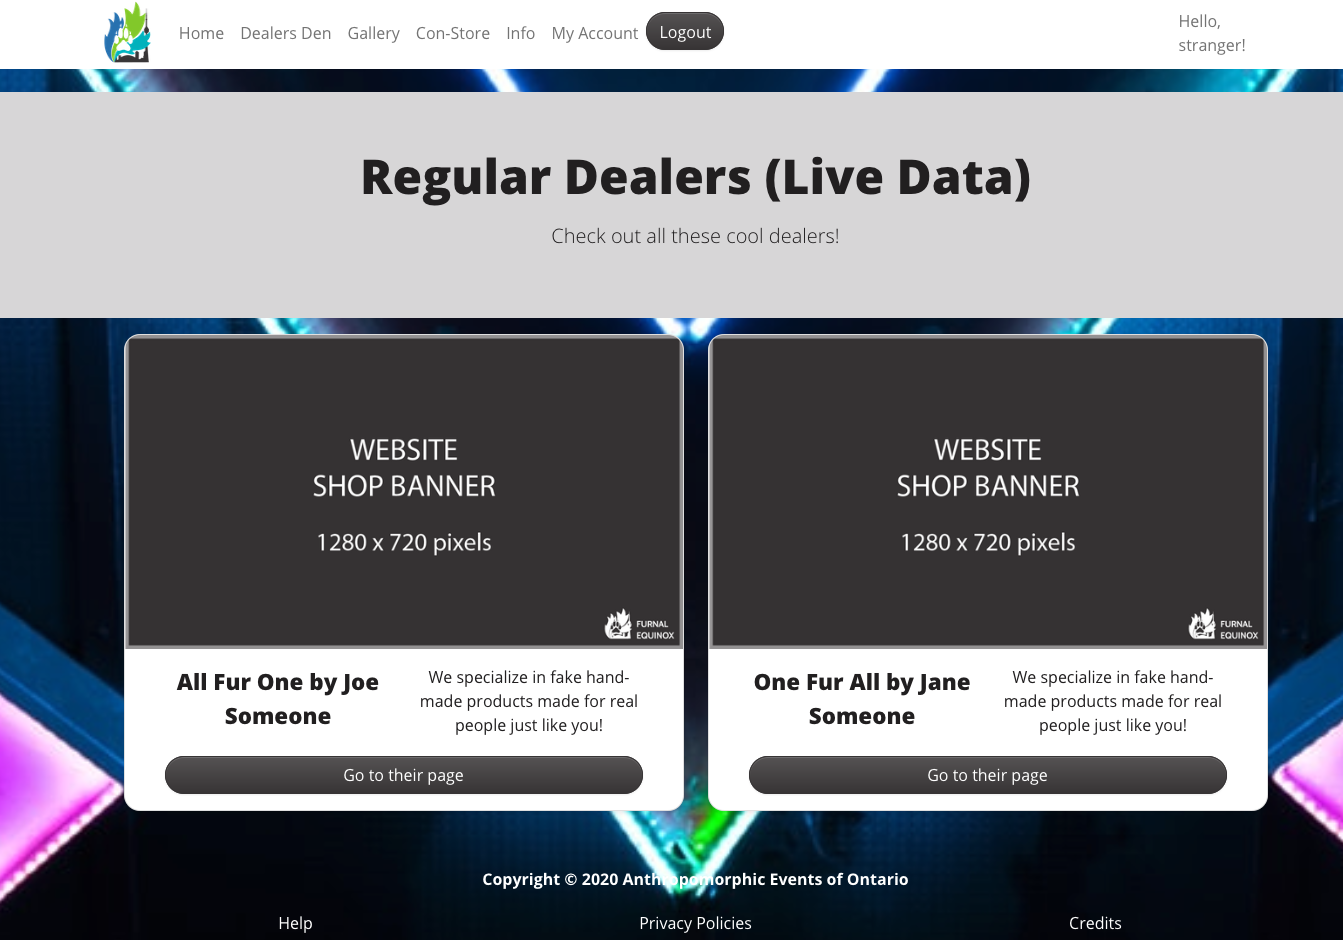 Home Dealers Den Gallery Con-Store Info My Account Logout
Hello,
stranger!
Regular Dealers (Live Data)
Check out all these cool dealers!
WEBSITE
SHOP BANNER
1280 x 720 pixels
FURNAL
EQUINOX
All Fur One by Joe
Someone
We specialize in fake hand-
made products made for real
people just like you!
Go to their page
WEBSITE
SHOP BANNER
1280 x 720 pixels
FURNAL
EQUINOX
One Fur All by Jane
Someone
We specialize in fake hand-
made products made for real
people just like you!
Go to their page
Copyright © 2020 Anthropomorphic Events of Ontario
Help Privacy Policies Credits